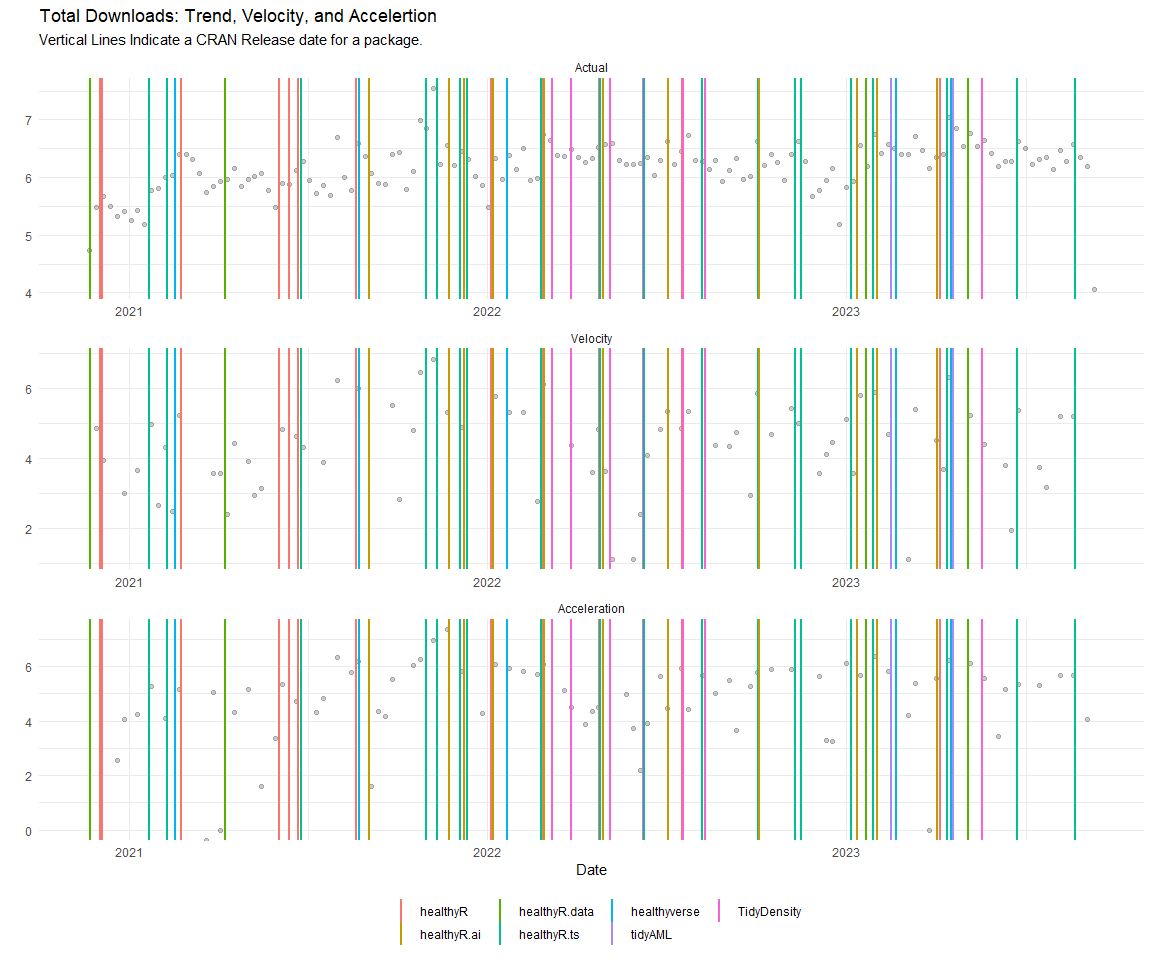 Total Downloads: Trend, Velocity, and Accelertion
Vertical Lines Indicate a CRAN Release date for a package.
Actual
7
6
5
4
2021 2022 2023
Velocity
6
4
2
2021 2022 2023
Acceleration
6
4
2
0
2021 2022 2023
Date
healthyR healthyR.data healthyverse TidyDensity
healthyR.ai healthyR.ts tidyAML